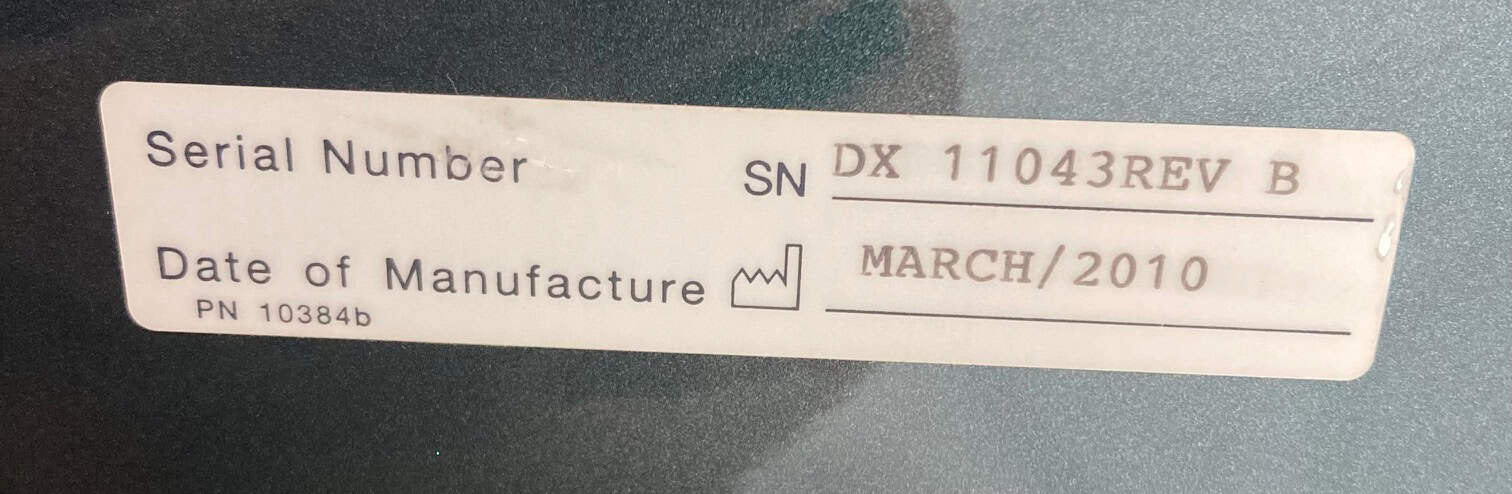 Serial Number SN DX 11043REV B
Date of Manufacture MARCH/2010
PN 10384b